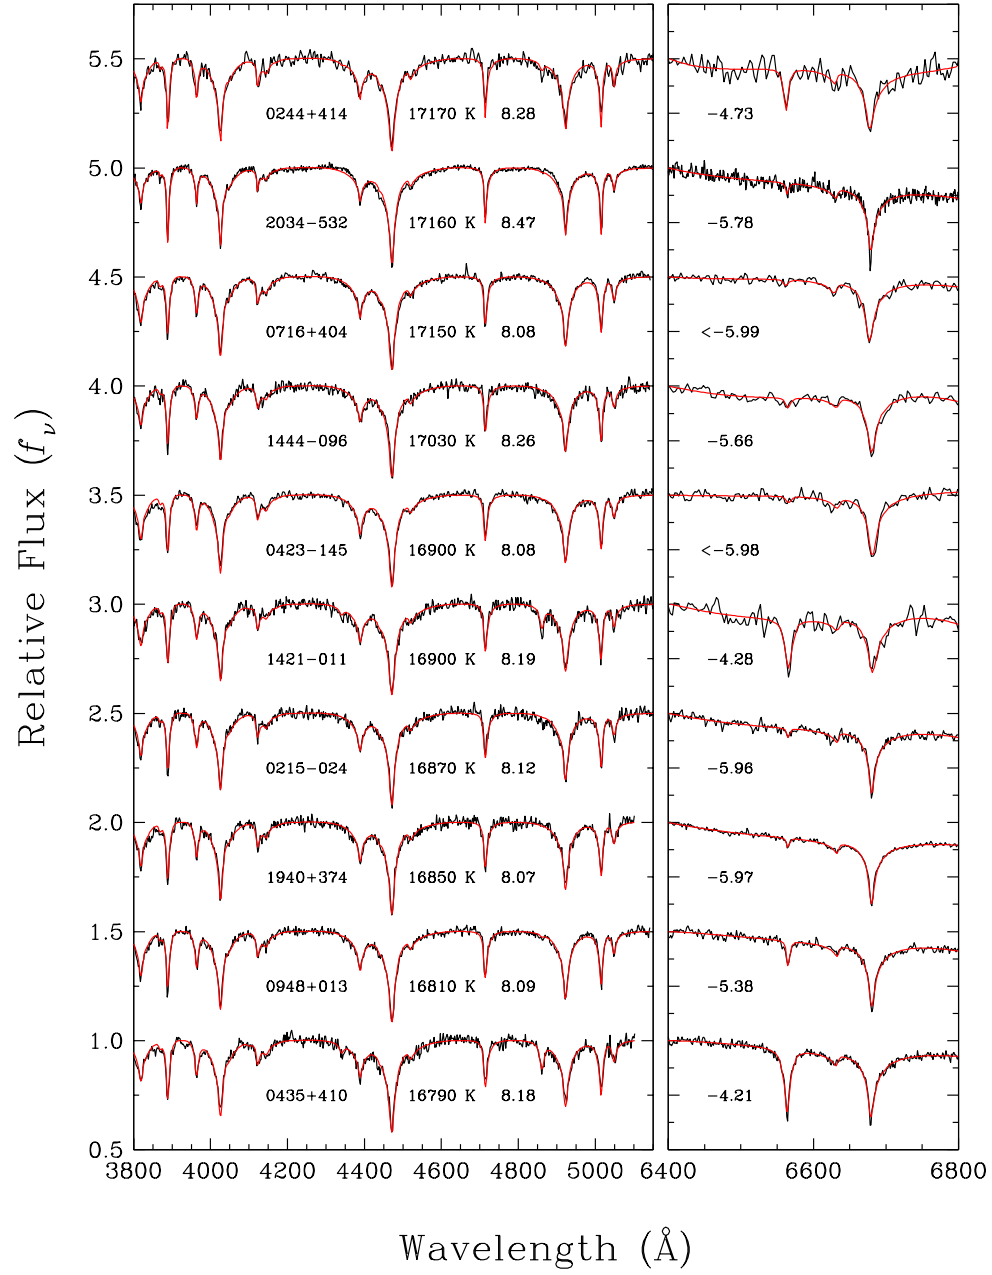 5.5
0244+414 17170 K 8.28 −4.73
5.0
2034−532 17160 K 8.47 −5.78
4.5
0716+404 17150 K 8.08 <−5.99
4.0
1444−096 17030 K 8.26 −5.66
3.5
0423−145 16900 K 8.08 <−5.98
3.0
1421−011 16900 K 8.19 −4.28
2.5
0215−024 16870 K 8.12 −5.96
2.0
1940+374 16850 K 8.07 −5.97
1.5
0948+013 16810 K 8.09 −5.38
1.0
0435+410 16790 K 8.18 −4.21
0.5
3800 4000 4200 4400 4600 4800 5000 6400 6600 6800
Wavelength (Å)
Relative Flux (f ν)